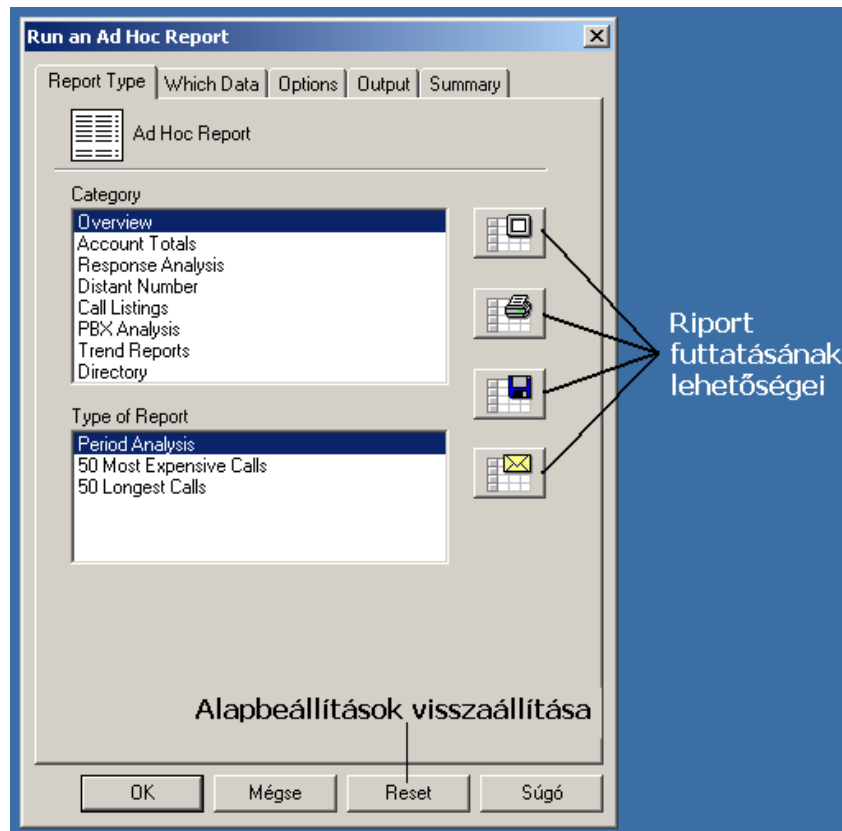 Run an Ad Hoc Report
Report Type Which Data Options Output Summary
Ad Hoc Report
Category
Overview
Account Totals
Response Analysis
Distant Number
Call Listings
PBX Analysis
Trend Reports
Directory
Riport
futtatásának
lehetőségei
Type of Report
Period Analysis
50 Most Expensive Calls
50 Longest Calls
Alapbeállítások visszaállítása
OK Mégse Reset Súgó